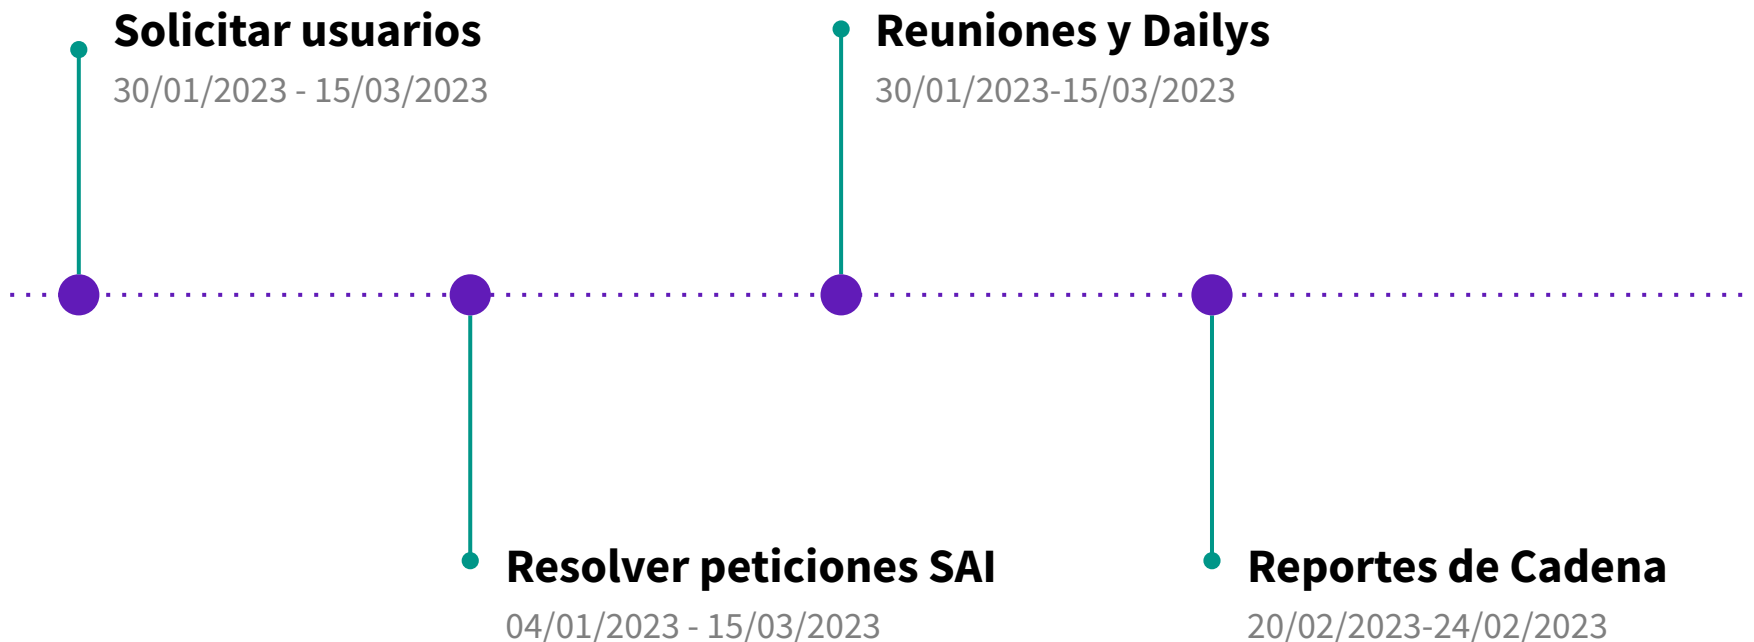 Solicitar usuarios
30/01/2023 - 15/03/2023
Reuniones y Dailys
30/01/2023-15/03/2023
Resolver peticiones SAI
04/01/2023 - 15/03/2023
Reportes de Cadena
20/02/2023-24/02/2023